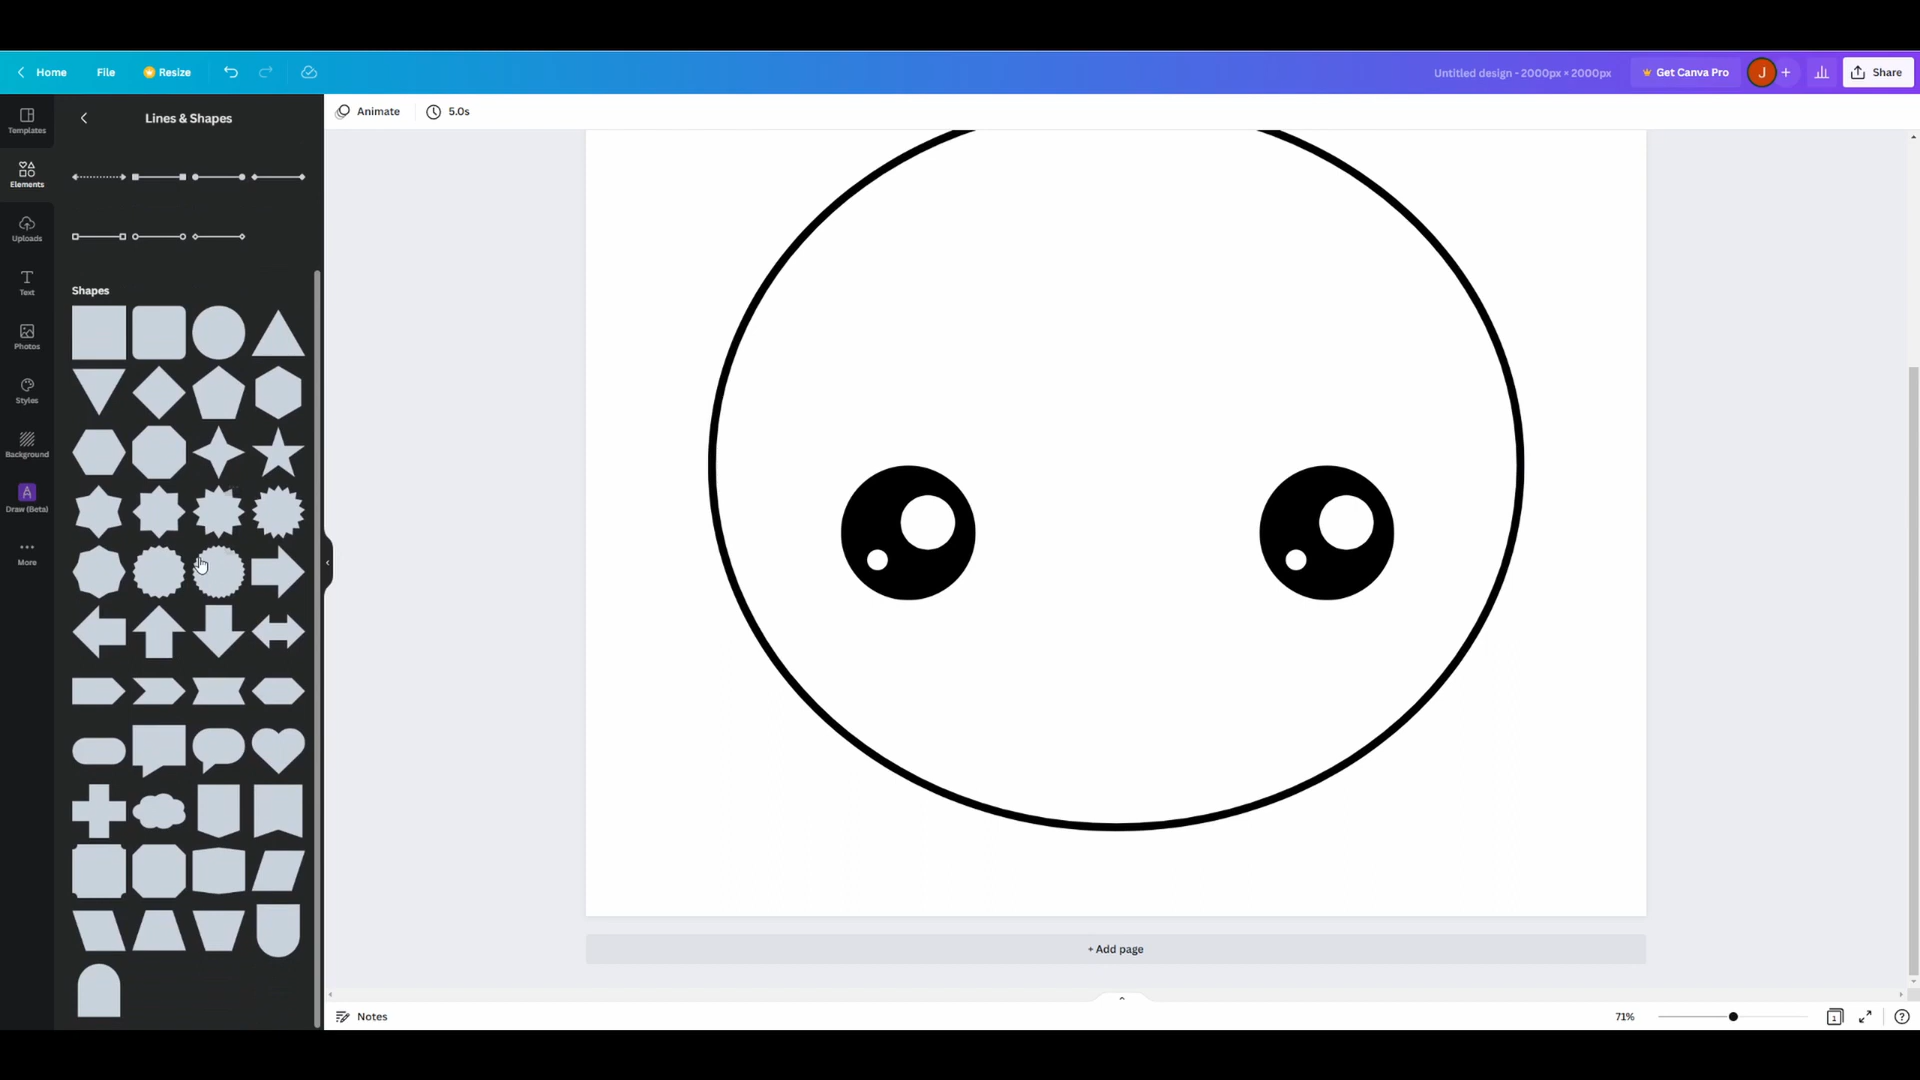 Home
File
Resize
Untitled design - 2000px × 2000px
Get Canva Pro
J
+
Share
Templates
Elements
Uploads
Text
Photos
Styles
Background
Draw (Beta)
More
Lines & Shapes
Shapes
Animate
5.0s
+ Add page
Notes
71%
1
?